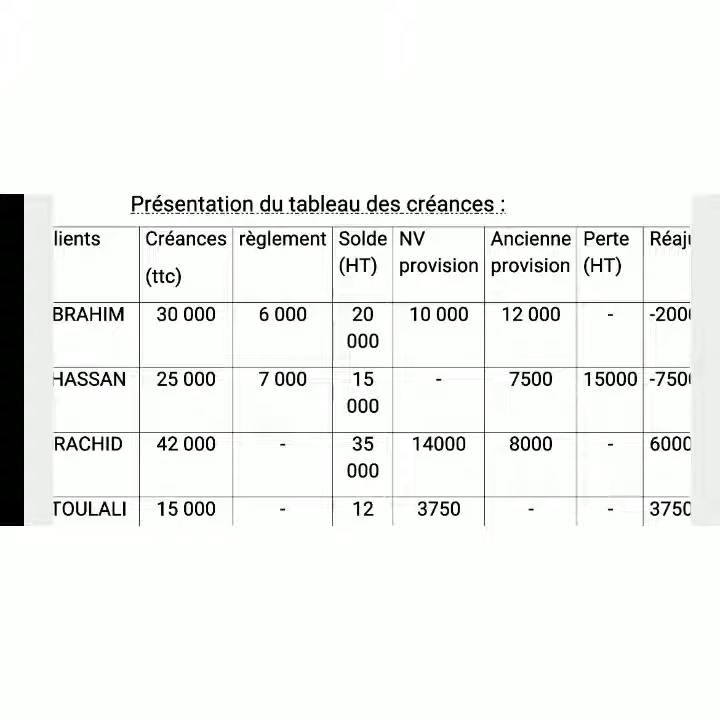 Présentation du tableau des créances :
lients Créances (ttc) règlement Solde (HT) NV provision Ancienne provision Perte (HT) Réaju
BRAHIM 30 000 6 000 20 000 10 000 12 000 - -2000
HASSAN 25 000 7 000 15 000 - 7500 15000 -7500
RACHID 42 000 - 35 000 14000 8000 - 6000
TOULALI 15 000 - 12 3750 - - 3750